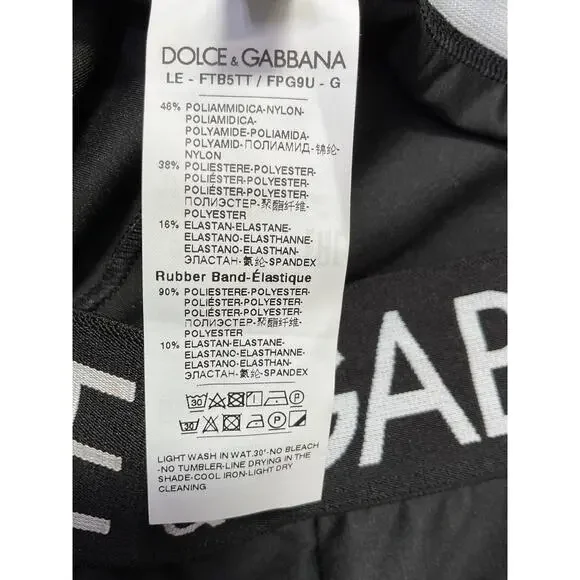 DOLCE & GABBANA
LE - FTB5TT / FPG9U - G
46% POLIAMMIDICA-NYLON-
POLIAMIDICA-
POLYAMIDE-POLIAMIDA-
POLYAMID-ПОЛИАМИД-锦纶-
NYLON
38% POLIESTERE-POLYESTER-
POLIÉSTER-POLYESTER-
POLIÉSTER-POLYESTER-
ПОЛИЭСТЕР-聚酯纤维-
POLYESTER
16% ELASTAN-ELASTANE-
ELASTANO-ELASTHANNE-
ELASTANO-ELASTHAN-
ЭЛАСТАН-氨纶-SPANDEX
Rubber Band-Élastique
90% POLIESTERE-POLYESTER-
POLIÉSTER-POLYESTER-
POLIÉSTER-POLYESTER-
ПОЛИЭСТЕР-聚酯纤维-
POLYESTER
10% ELASTAN-ELASTANE-
ELASTANO-ELASTHANNE-
ELASTANO-ELASTHAN-
ЭЛАСТАН-氨纶-SPANDEX
30 P
30 P
LIGHT WASH IN WAT.30°-NO BLEACH
-NO TUMBLER-LINE DRYING IN THE
SHADE-COOL IRON-LIGHT DRY
CLEANING
& GAB